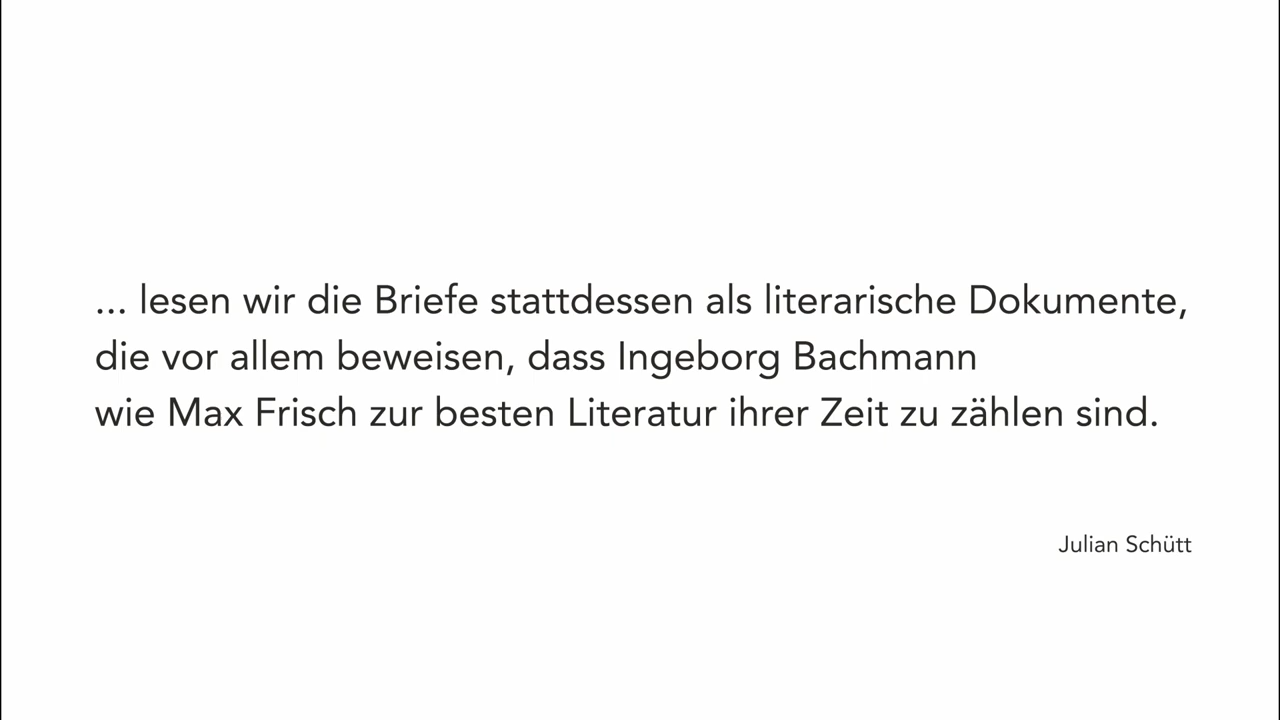 ... lesen wir die Briefe stattdessen als literarische Dokumente,
die vor allem beweisen, dass Ingeborg Bachmann
wie Max Frisch zur besten Literatur ihrer Zeit zu zählen sind.
Julian Schütt